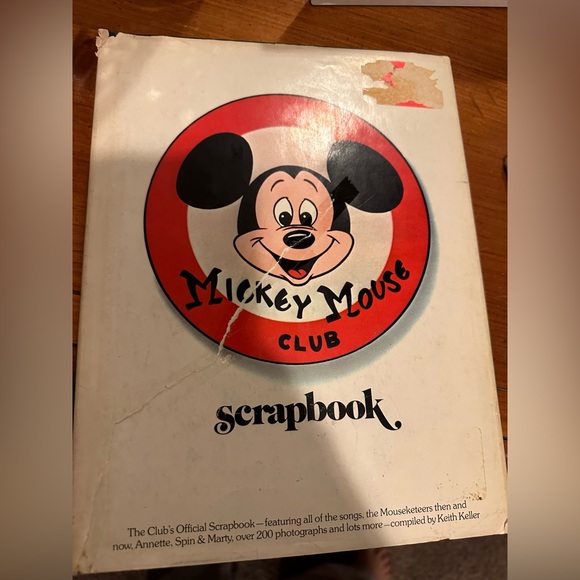 MICKEY MOUSE
CLUB
scrapbook.
The Club's Official Scrapbook—featuring all of the songs, the Mouseketeers then and
now, Annette, Spin & Marty, over 200 photographs and lots more—compiled by Keith Keller